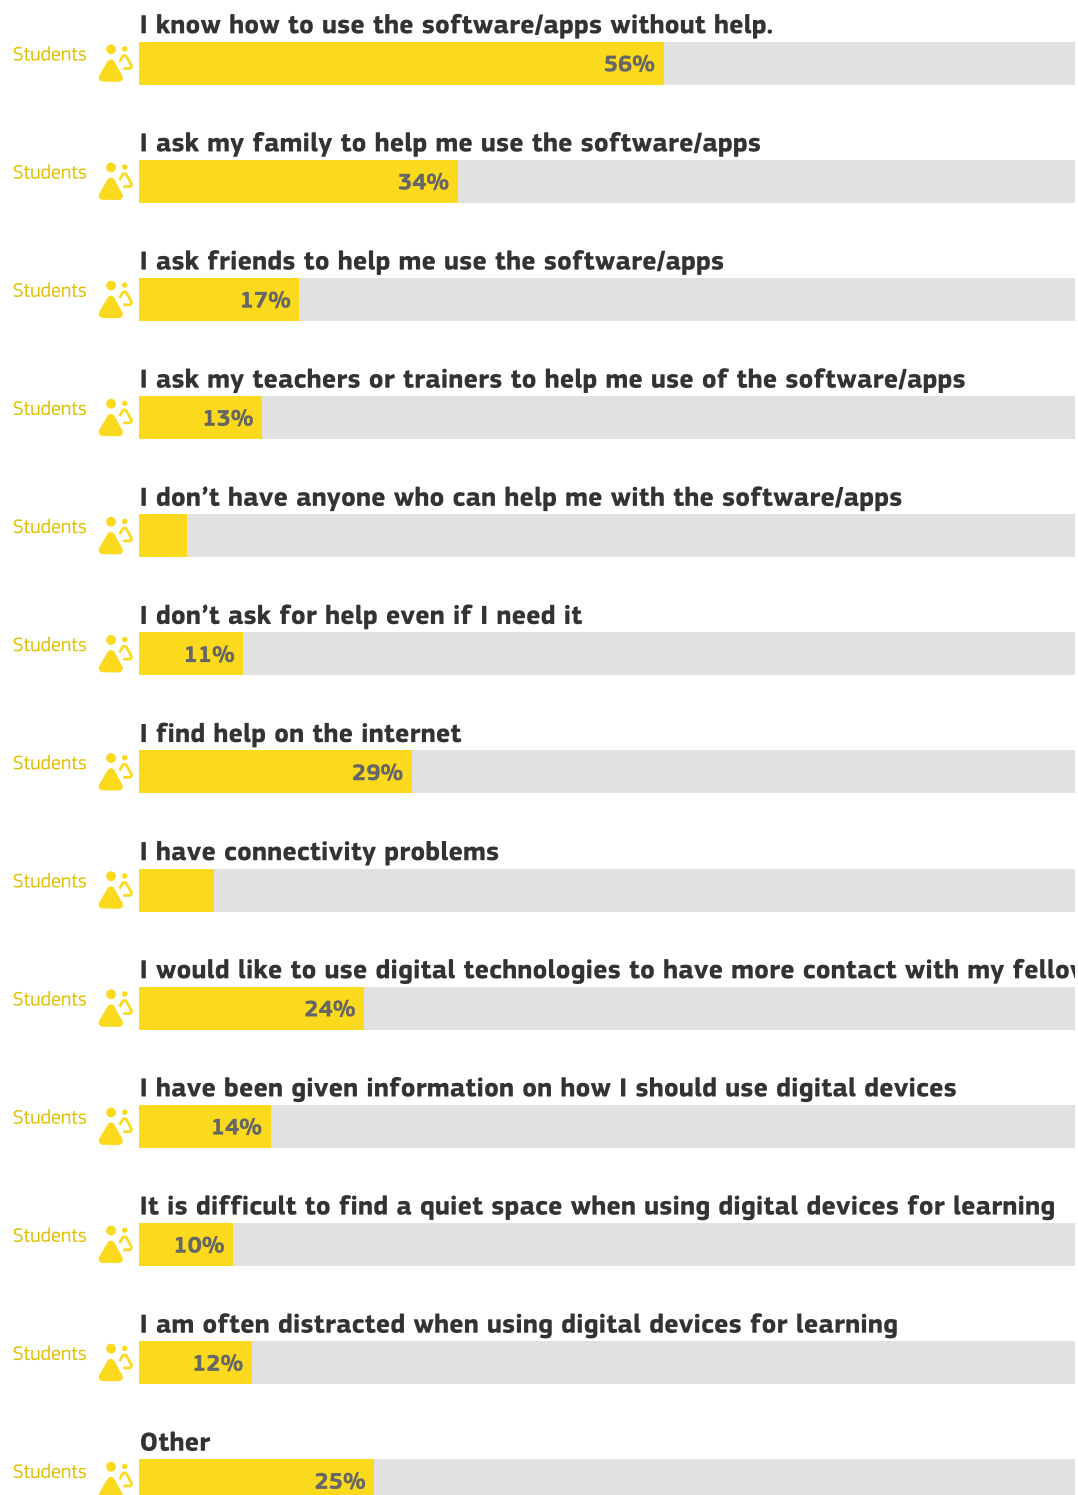 I know how to use the software/apps without help.
Students
56%
I ask my family to help me use the software/apps
Students
34%
I ask friends to help me use the software/apps
Students
17%
I ask my teachers or trainers to help me use of the software/apps
Students
13%
I don’t have anyone who can help me with the software/apps
Students
I don’t ask for help even if I need it
Students
11%
I find help on the internet
Students
29%
I have connectivity problems
Students
I would like to use digital technologies to have more contact with my
Students
24%
I have been given information on how I should use digital devices
Students
14%
It is difficult to find a quiet space when using digital devices for learning
Students
10%
I am often distracted when using digital devices for learning
Students
12%
Other
Students
25%